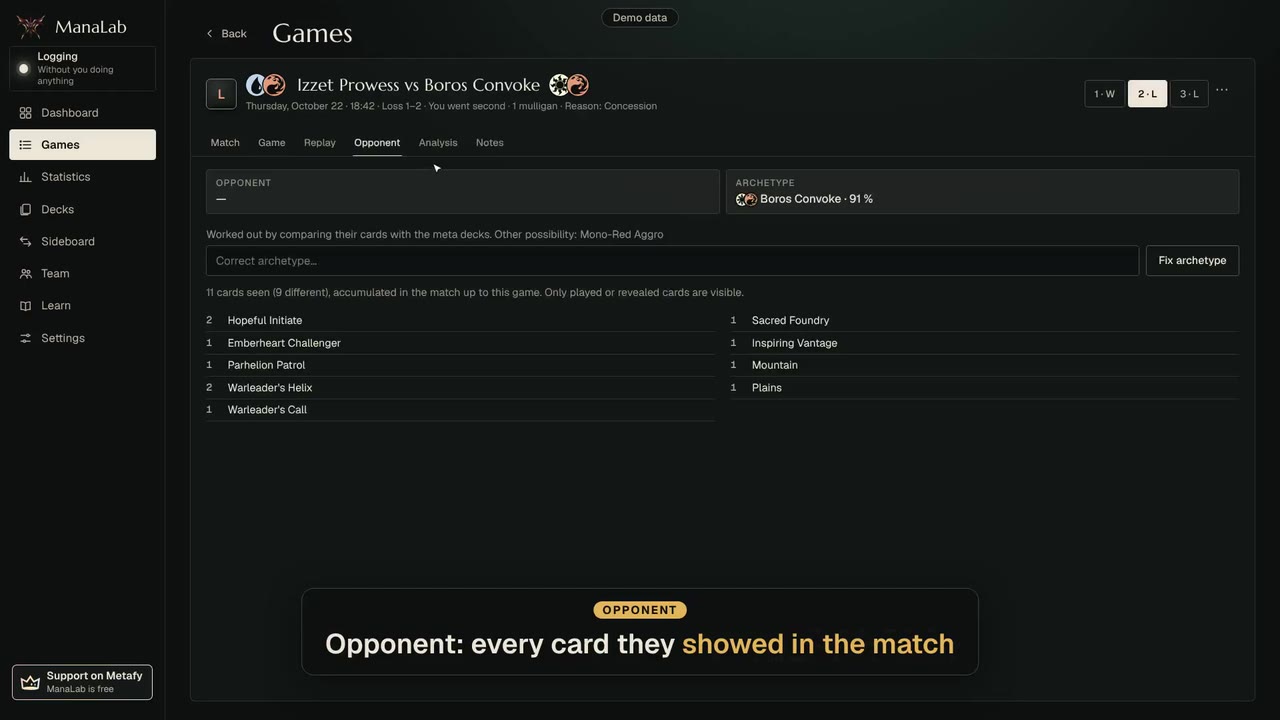 Demo data
ManaLab
Logging
Without you doing anything
Dashboard
Games
Statistics
Decks
Sideboard
Team
Learn
Settings
Support on Metafy
ManaLab is free
Back
Games
L
Izzet Prowess vs Boros Convoke
Thursday, October 22 · 18:42 · Loss 1–2 · You went second · 1 mulligan · Reason: Concession
1 · W
2 · L
3 · L
...
Match
Game
Replay
Opponent
Analysis
Notes
OPPONENT
—
ARCHETYPE
Boros Convoke · 91 %
Worked out by comparing their cards with the meta decks. Other possibility: Mono-Red Aggro
Correct archetype...
Fix archetype
11 cards seen (9 different), accumulated in the match up to this game. Only played or revealed cards are visible.
2 Hopeful Initiate
1 Emberheart Challenger
1 Parhelion Patrol
2 Warleader's Helix
1 Warleader's Call
1 Sacred Foundry
1 Inspiring Vantage
1 Mountain
1 Plains
OPPONENT
Opponent: every card they showed in the match